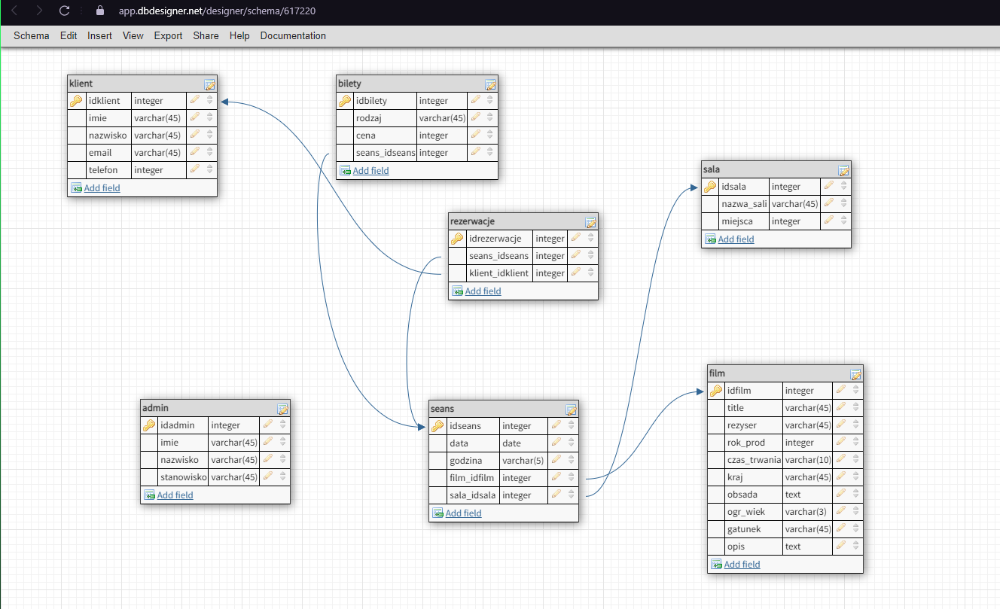 app.dbdesigner.net/designer/schema/617220
Schema Edit Insert View Export Share Help Documentation
klient
idklient integer
imie varchar(45)
nazwisko varchar(45)
email varchar(45)
telefon integer
Add field
bilety
idbilety integer
rodzaj varchar(45)
cena integer
seans_idseans integer
Add field
sala
idsala integer
nazwa_sali varchar(45)
miejsca integer
Add field
rezerwacje
idrezerwacje integer
seans_idseans integer
klient_idklient integer
Add field
admin
idadmin integer
imie varchar(45)
nazwisko varchar(45)
stanowisko varchar(45)
Add field
seans
idseans integer
data date
godzina varchar(5)
film_idfilm integer
sala_idsala integer
Add field
film
idfilm integer
title varchar(45)
rezyser varchar(45)
rok_prod integer
czas_trwania varchar(10)
kraj varchar(45)
obsada text
ogr_wiek varchar(3)
gatunek varchar(45)
opis text
Add field